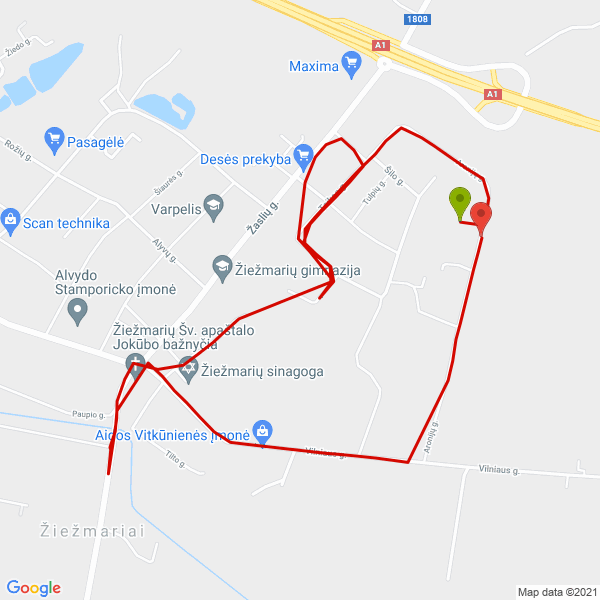 1808
Žiedo g.
A1
Maxima
A1
Pasagėlė
Rožių g.
Desės prekyba
Šiaurės g.
Šilo g.
Tulpių g.
Varpelis
Žaslių g.
Scan technika
Alyvų g.
Žiežmarių gimnazija
Alvydo
Stamporicko įmonė
Žiežmarių Šv. apaštalo
Jokūbo bažnyčia
Žiežmarių sinagoga
Paupio g.
Aidos Vitkūnienės įmonė
Aronijų g.
Vilniaus g.
Tilto g.
Vilniaus g.
Žiežmariai
Google
Map data ©2021